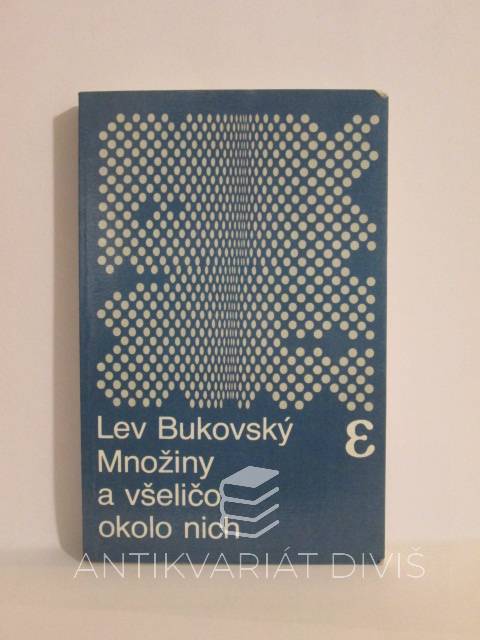 Lev Bukovský
Množiny
a všeličo
okolo nich
ε
ANTIKVARIÁT DIVIŠ